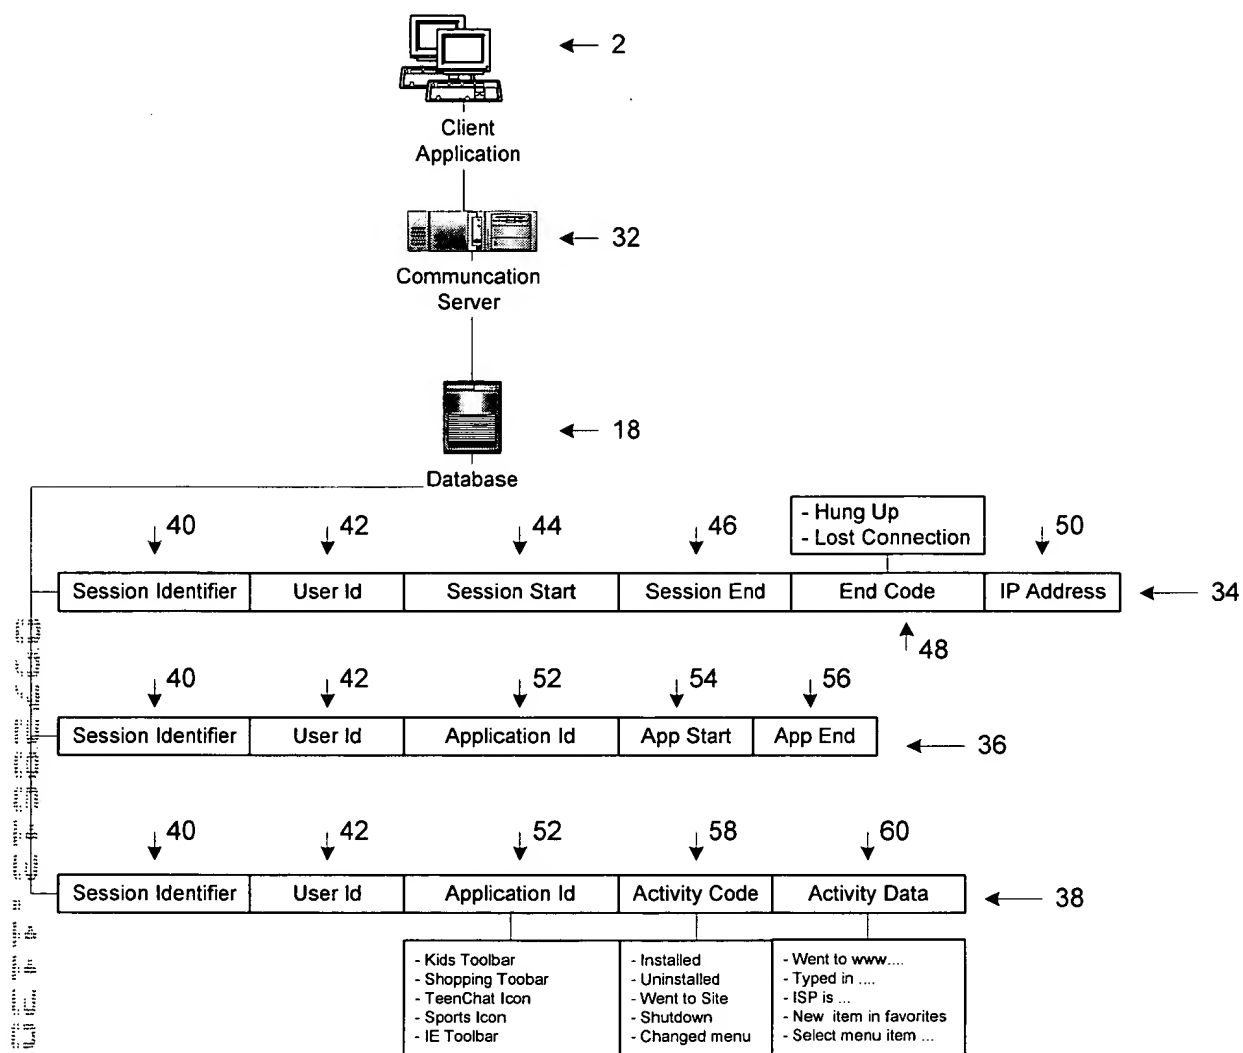 2
Client
Application
32
Communcation
Server
18
Database
- Hung Up
- Lost Connection
40 42 44 46 50
Session Identifier User Id Session Start Session End End Code IP Address
34
48
40 42 52 54 56
Session Identifier User Id Application Id App Start App End
36
40 42 52 58 60
Session Identifier User Id Application Id Activity Code Activity Data
38
- Kids Toolbar
- Shopping Toobar
- TeenChat Icon
- Sports Icon
- IE Toolbar
- Installed
- Uninstalled
- Went to Site
- Shutdown
- Changed menu
- Went to www....
- Typed in ....
- ISP is ...
- New item in favorites
- Select menu item ...